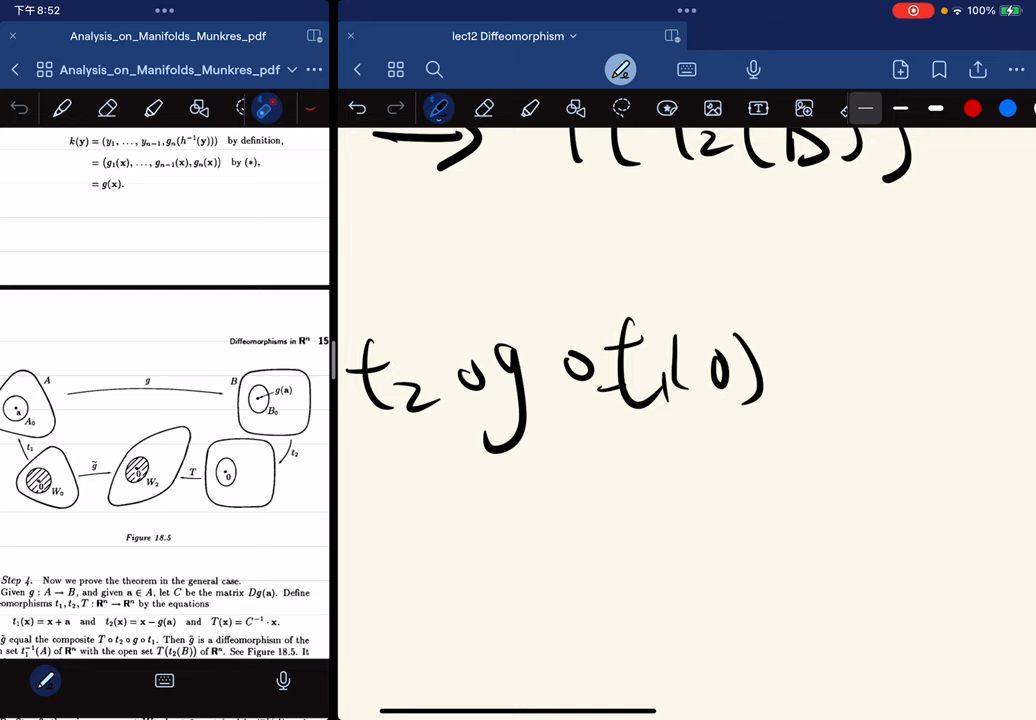 下午8:52
100%
Analysis_on_Manifolds_Munkres_pdf
lec12 Diffeomorphism
Analysis_on_Manifolds_Munkres_pdf
k(y) = (y₁, ..., yₙ₋₁, gₙ(h⁻¹(y))) by definition,
= (g₁(x), ..., gₙ₋₁(x), gₙ(x)) by (*),
= g(x).
Diffeomorphisms in Rⁿ 15
A g B
a A₀ g(a) B₀
t₁ t₂
g̃ T
0 W₀ 0 W₂ 0
Figure 18.5
Step 4. Now we prove the theorem in the general case.
Given g : A → B, and given a ∈ A, let C be the matrix Dg(a). Define
eomorphisms t₁, t₂, T : Rⁿ → Rⁿ by the equations
t₁(x) = x + a and t₂(x) = x − g(a) and T(x) = C⁻¹ · x.
g̃ equal the composite T ∘ t₂ ∘ g ∘ t₁. Then g̃ is a diffeomorphism of the
set t₁⁻¹(A) of Rⁿ with the open set T(t₂(B)) of Rⁿ. See Figure 18.5. It
t₂ ∘ g ∘ t₁(0)